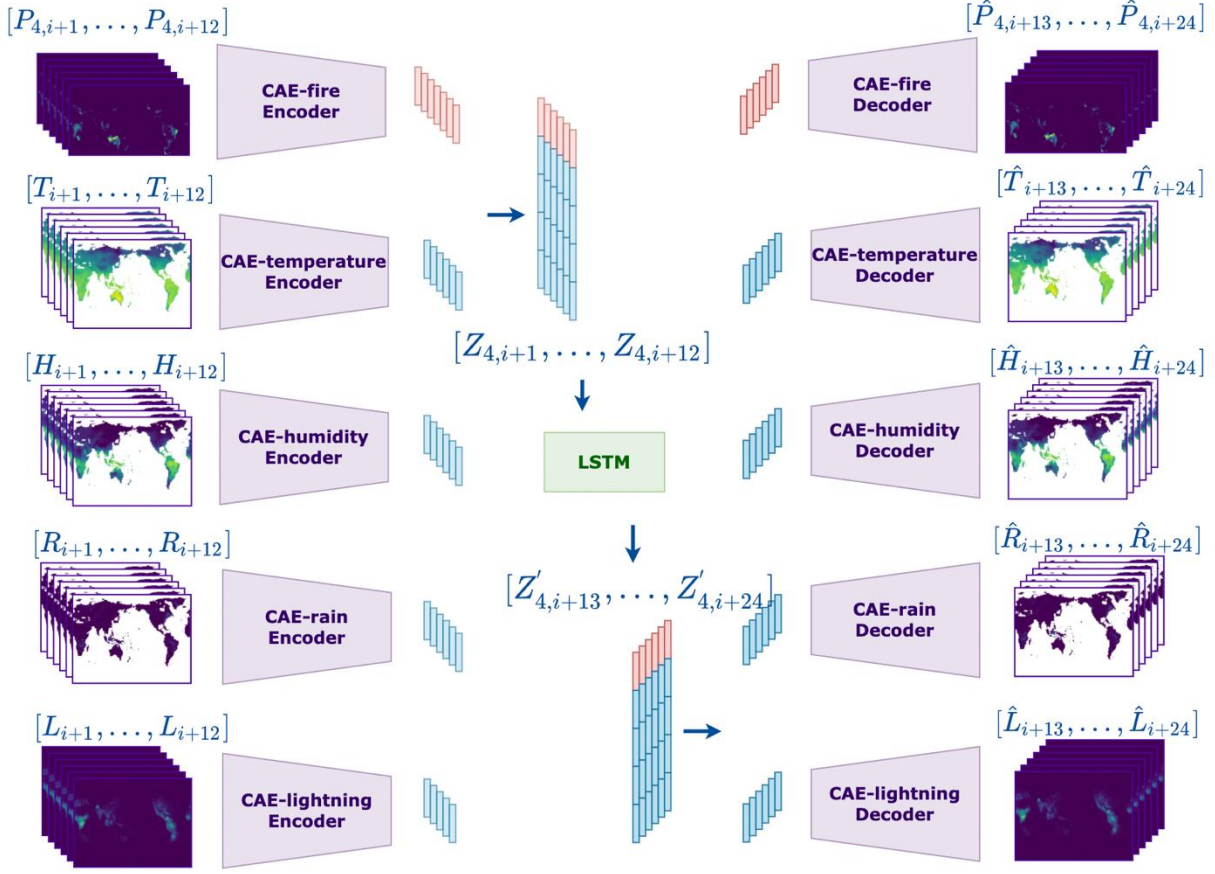 [P_{4,i+1}, ..., P_{4,i+12}]
CAE-fire
Encoder
[T_{i+1}, ..., T_{i+12}]
CAE-temperature
Encoder
[H_{i+1}, ..., H_{i+12}]
CAE-humidity
Encoder
[R_{i+1}, ..., R_{i+12}]
CAE-rain
Encoder
[L_{i+1}, ..., L_{i+12}]
CAE-lightning
Encoder
[Z_{4,i+1}, ..., Z_{4,i+12}]
LSTM
[Z'_{4,i+13}, ..., Z'_{4,i+24}]
[P̂_{4,i+13}, ..., P̂_{4,i+24}]
CAE-fire
Decoder
[T̂_{i+13}, ..., T̂_{i+24}]
CAE-temperature
Decoder
[Ĥ_{i+13}, ..., Ĥ_{i+24}]
CAE-humidity
Decoder
[R̂_{i+13}, ..., R̂_{i+24}]
CAE-rain
Decoder
[L̂_{i+13}, ..., L̂_{i+24}]
CAE-lightning
Decoder